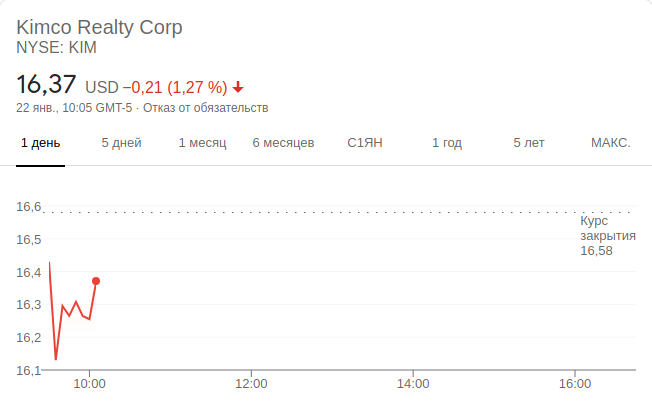 Kimco Realty Corp
NYSE: KIM
16,37 USD −0,21 (1,27 %)
22 янв., 10:05 GMT-5 · Отказ от обязательств
1 день 5 дней 1 месяц 6 месяцев С1ЯН 1 год 5 лет МАКС.
16,6
Курс
закрытия
16,58
16,5
16,4
16,3
16,2
16,1
10:00 12:00 14:00 16:00